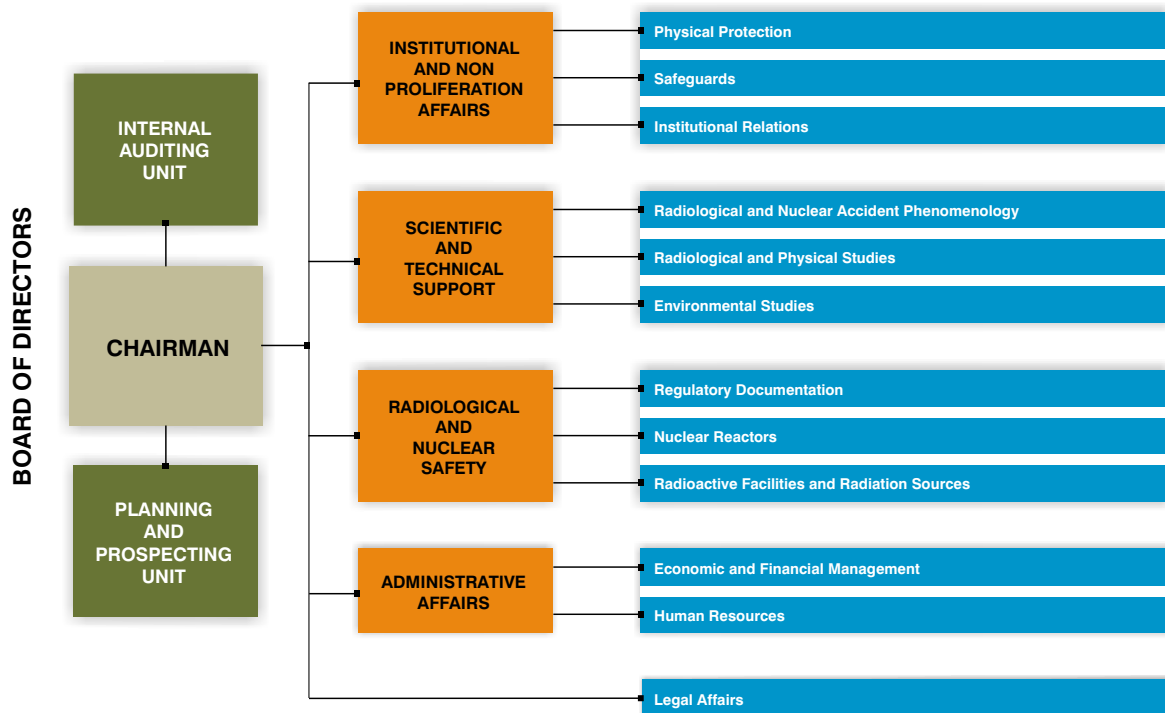 BOARD OF DIRECTORS
INTERNAL
AUDITING
UNIT
CHAIRMAN
PLANNING
AND
PROSPECTING
UNIT
INSTITUTIONAL
AND NON
PROLIFERATION
AFFAIRS
Physical Protection
Safeguards
Institutional Relations
SCIENTIFIC
AND
TECHNICAL
SUPPORT
Radiological and Nuclear Accident Phenomenology
Radiological and Physical Studies
Environmental Studies
RADIOLOGICAL
AND
NUCLEAR
SAFETY
Regulatory Documentation
Nuclear Reactors
Radioactive Facilities and Radiation Sources
ADMINISTRATIVE
AFFAIRS
Economic and Financial Management
Human Resources
Legal Affairs